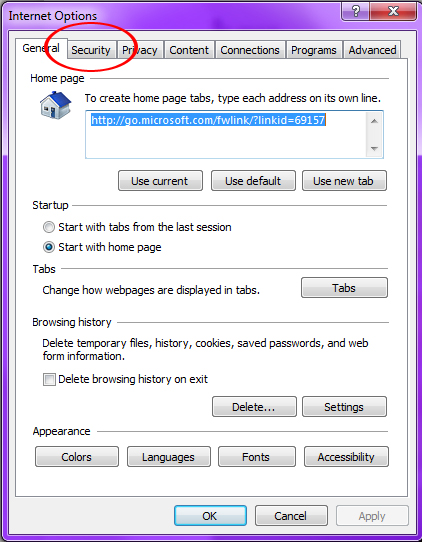 Internet Options
?
General Security Privacy Content Connections Programs Advanced
Home page
To create home page tabs, type each address on its own line.
http://go.microsoft.com/fwlink/?linkid=69157
Use current Use default Use new tab
Startup
Start with tabs from the last session
Start with home page
Tabs
Change how webpages are displayed in tabs.
Tabs
Browsing history
Delete temporary files, history, cookies, saved passwords, and web
form information.
Delete browsing history on exit
Delete... Settings
Appearance
Colors Languages Fonts Accessibility
OK Cancel Apply